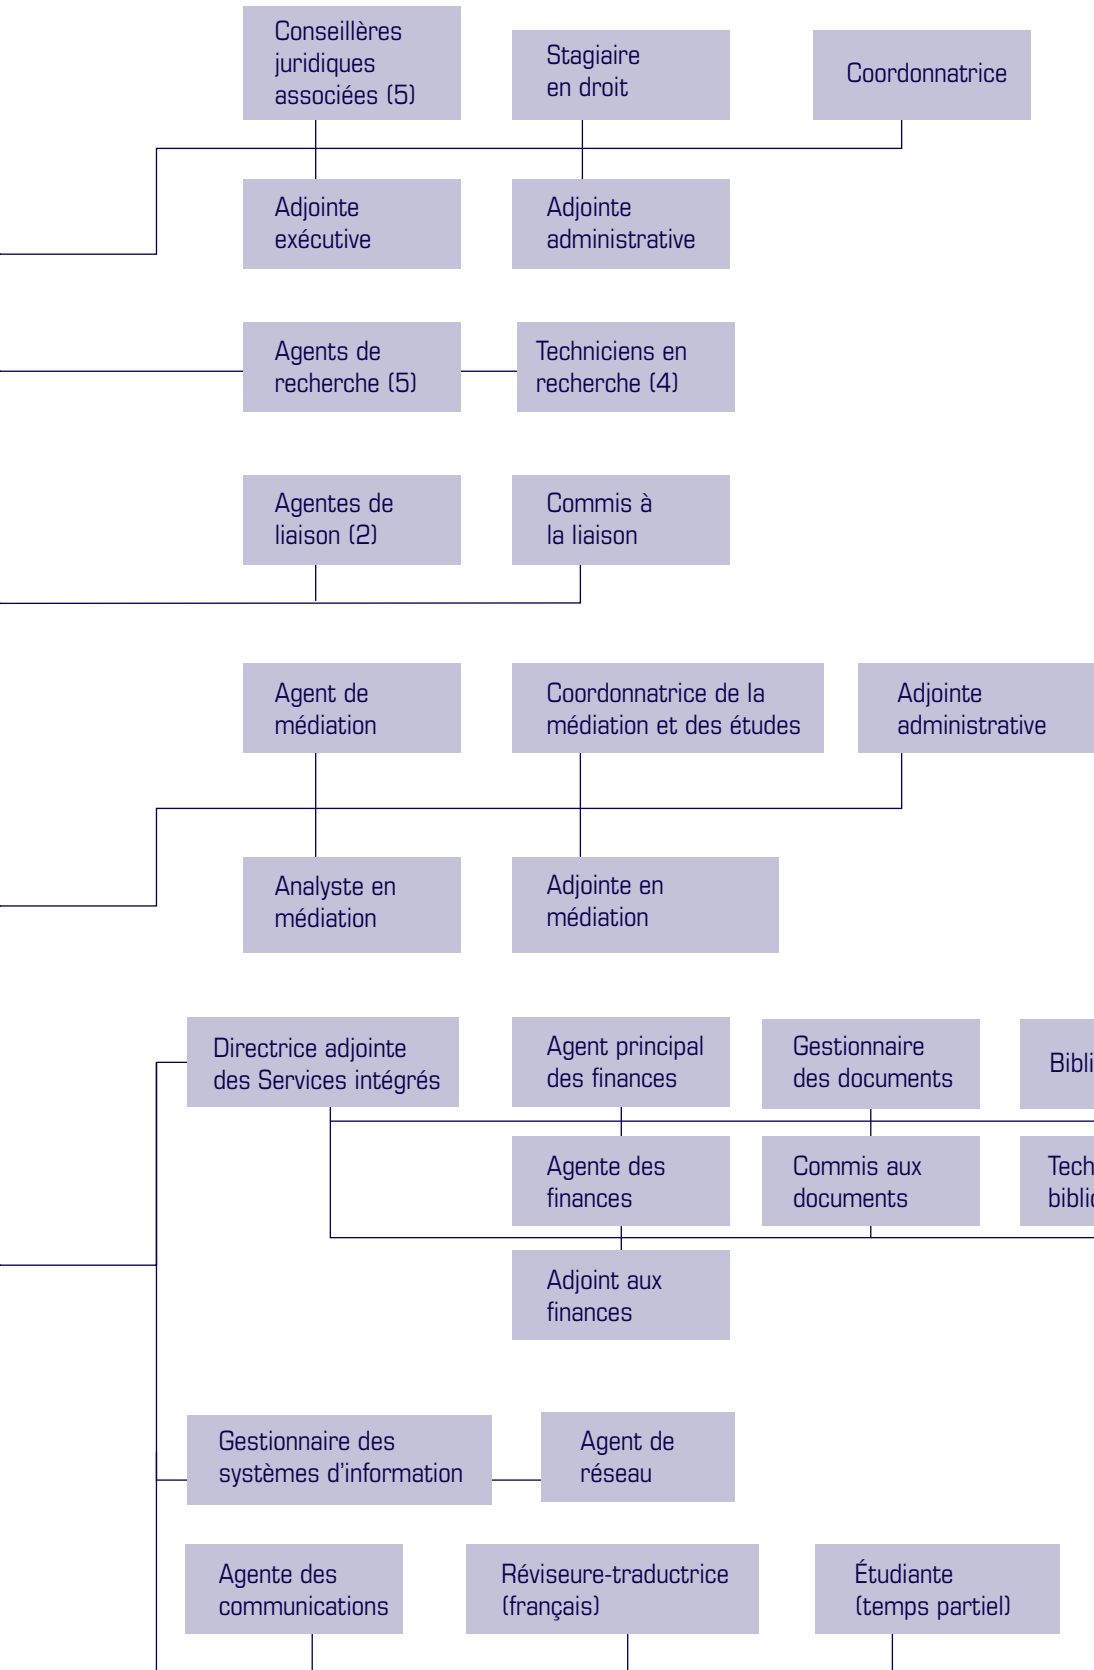 Conseillères
juridiques
associées (5)
Stagiaire
en droit
Coordonnatrice
Adjointe
exécutive
Adjointe
administrative
Agents de
recherche (5)
Techniciens en
recherche (4)
Agentes de
liaison (2)
Commis à
la liaison
Agent de
médiation
Coordonnatrice de la
médiation et des études
Adjointe
administrative
Analyste en
médiation
Adjointe en
médiation
Directrice adjointe
des Services intégrés
Agent principal
des finances
Gestionnaire
des documents
Agente des
finances
Commis aux
documents
Adjoint aux
finances
Gestionnaire des
systèmes d'information
Agent de
réseau
Agente des
communications
Réviseure-traductrice
(français)
Étudiante
(temps partiel)